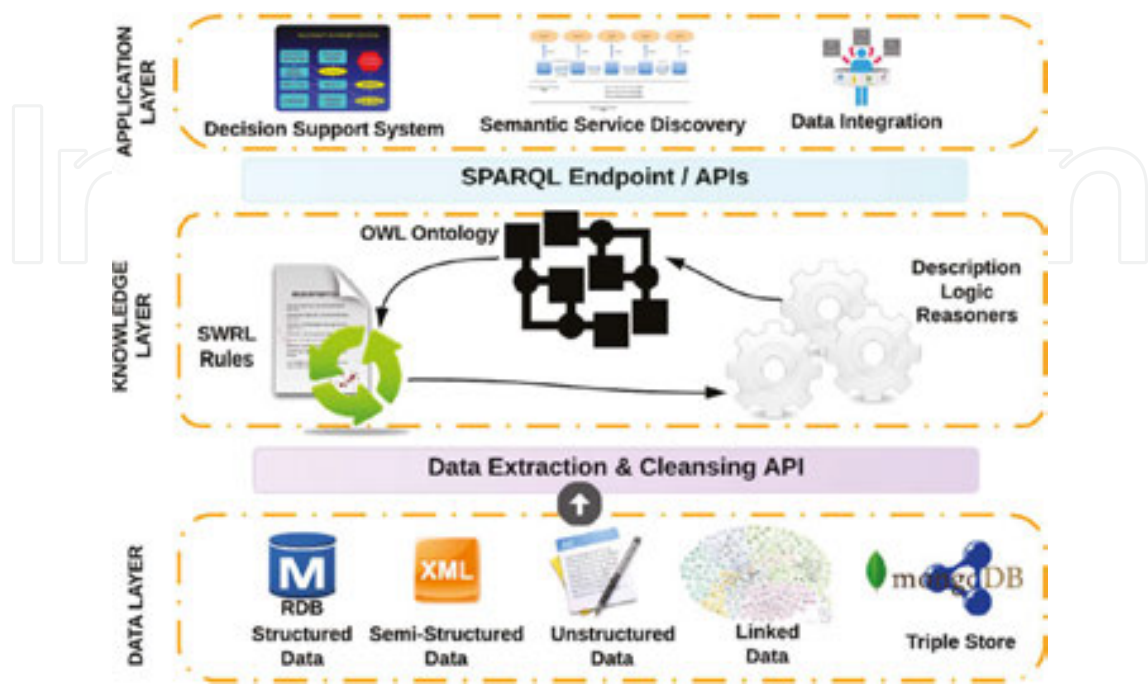 APPLICATION
LAYER
Decision Support System
Semantic Service Discovery
Data Integration
SPARQL Endpoint / APIs
KNOWLEDGE
LAYER
OWL Ontology
SWRL
Rules
Description
Logic
Reasoners
Data Extraction & Cleansing API
DATA LAYER
M
RDB
Structured
Data
XML
Semi-Structured
Data
Unstructured
Data
Linked
Data
mongoDB
Triple Store